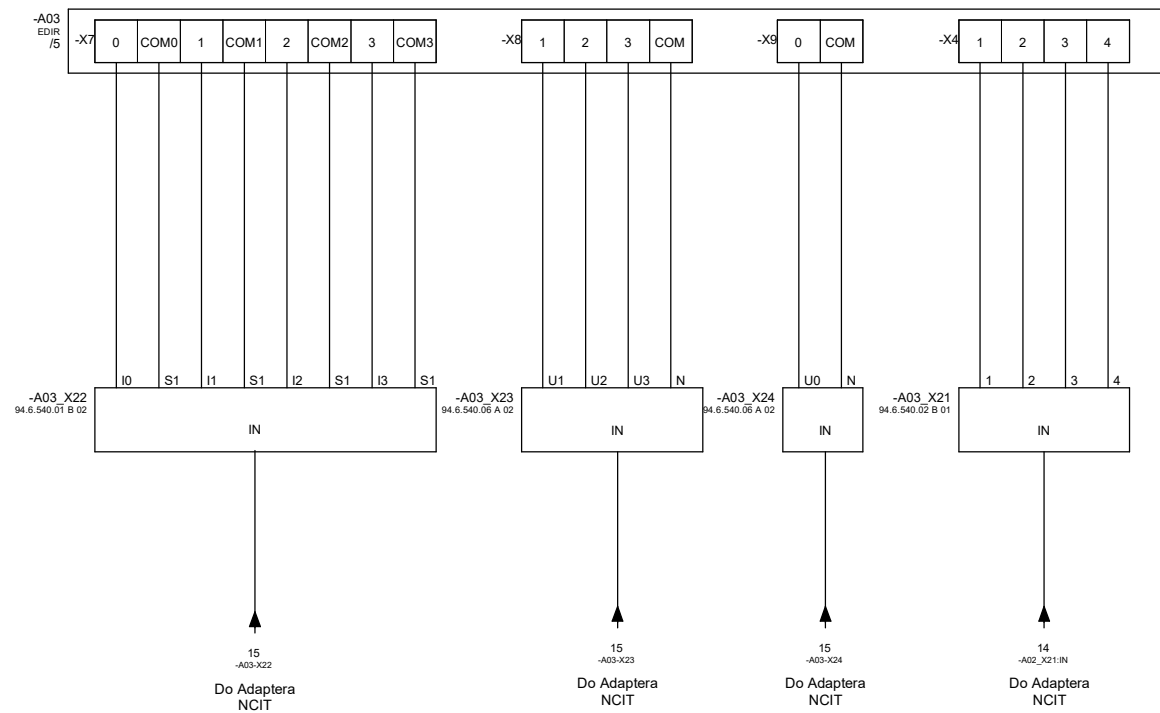 -A03
EDIR
/5
-X7 0 COM0 1 COM1 2 COM2 3 COM3
-X8 1 2 3 COM
-X9 0 COM
-X4 1 2 3 4
I0 S1 I1 S1 I2 S1 I3 S1
-A03_X22
94.6.540.01 B 02
IN
U1 U2 U3 N
-A03_X23
94.6.540.06 A 02
IN
U0 N
-A03_X24
94.6.540.06 A 02
IN
1 2 3 4
-A03_X21
94.6.540.02 B 01
IN
15
-A03-X22
Do Adaptera
NCIT
15
-A03-X23
Do Adaptera
NCIT
15
-A03-X24
Do Adaptera
NCIT
14
-A02_X21:IN
Do Adaptera
NCIT